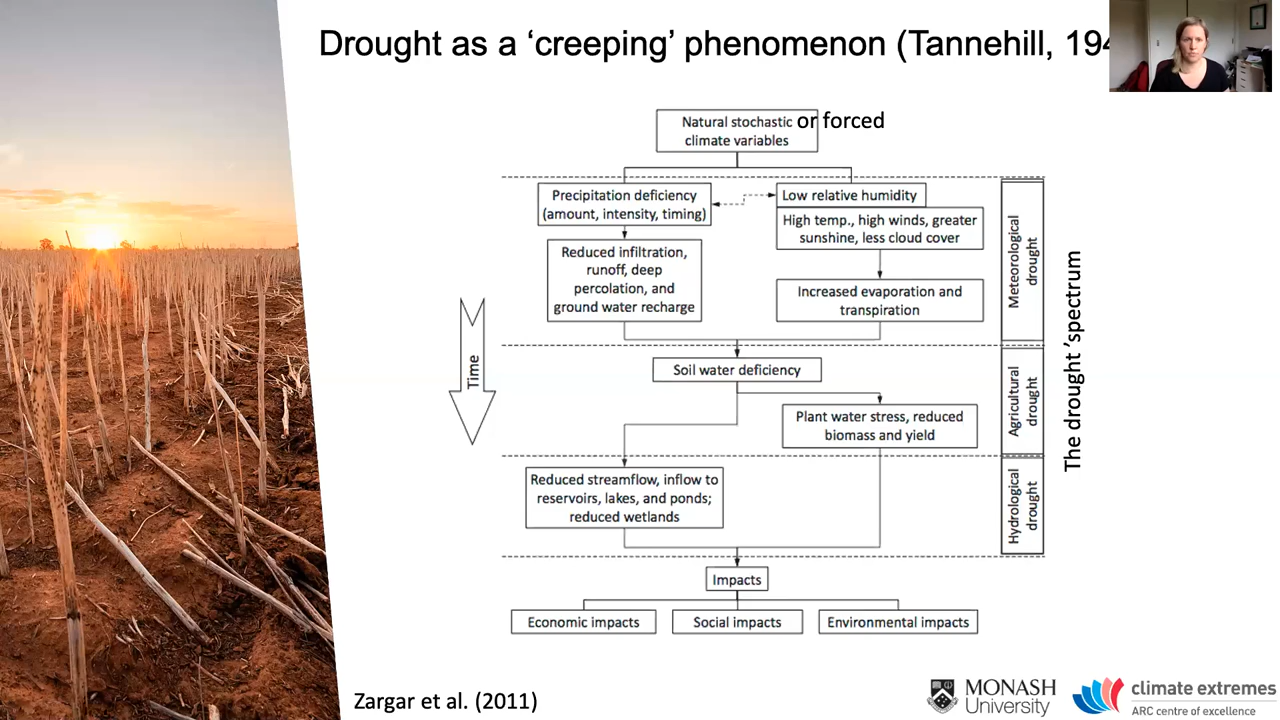 Drought as a ‘creeping’ phenomenon (Tannehill,
Natural stochastic or forced
climate variables
Precipitation deficiency
(amount, intensity, timing)
Low relative humidity
High temp., high winds, greater
sunshine, less cloud cover
Reduced infiltration,
runoff, deep
percolation, and
ground water recharge
Increased evaporation and
transpiration
Meteorological
drought
Time
Soil water deficiency
Plant water stress, reduced
biomass and yield
Agricultural
drought
The drought ’spectrum
Reduced streamflow, inflow to
reservoirs, lakes, and ponds;
reduced wetlands
Hydrological
drought
Impacts
Economic impacts
Social impacts
Environmental impacts
Zargar et al. (2011)
MONASH
University
climate extremes
ARC centre of excellence